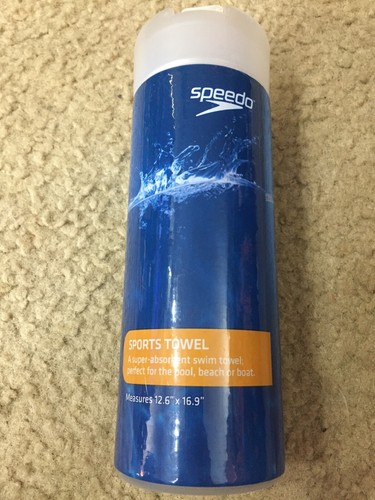 speedo
SPORTS TOWEL
A super-absorbent swim towel,
perfect for the pool, beach or boat.
Measures 12.6" x 16.9"